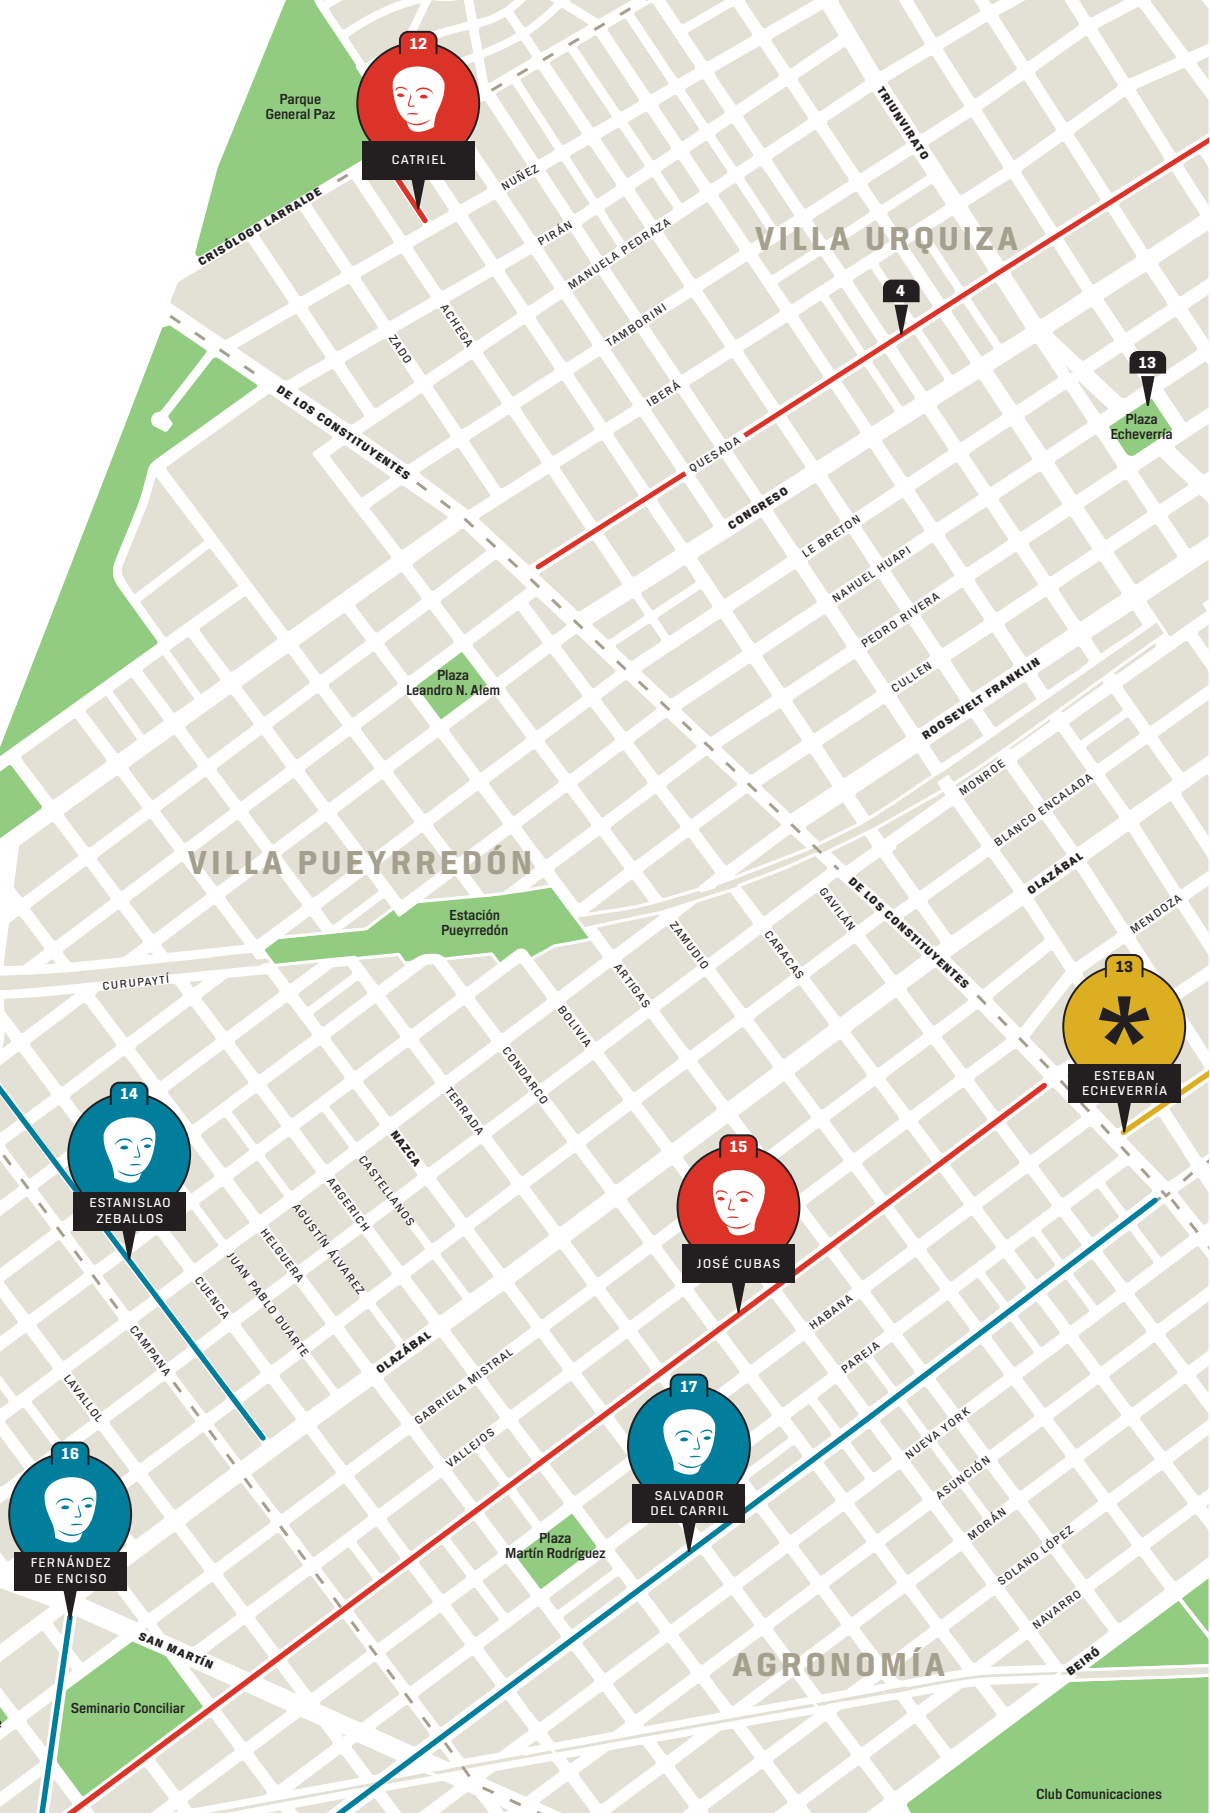 12
Parque
General Paz
CATRIEL
TRIUNVIRATO
NUÑEZ
CRISÓLOGO LARRALDE
PIRÁN
MANUELA PEDRAZA
VILLA URQUIZA
4
ACHEGA
TAMBORINI
ZADO
13
IBERÁ
DE LOS CONSTITUYENTES
Plaza
Echeverría
QUESADA
CONGRESO
LE BRETON
NAHUEL HUAPI
PEDRO RIVERA
CULLEN
Plaza
Leandro N. Alem
ROOSEVELT FRANKLIN
MONROE
BLANCO ENCALADA
VILLA PUEYRREDÓN
OLAZÁBAL
Estación
Pueyrredón
GAVILÁN
DE LOS CONSTITUYENTES
MENDOZA
ZAMUDIO
CARACAS
CURUPAYTÍ
ARTIGAS
13
BOLIVIA
CONDARCO
ESTEBAN
ECHEVERRÍA
14
TERRADA
NAZCA
15
CASTELLANOS
ARGERICH
ESTANISLAO
ZEBALLOS
AGUSTÍN ÁLVAREZ
HELGUERA
JOSÉ CUBAS
JUAN PABLO DUARTE
CUENCA
HABANA
CAMPANA
OLAZÁBAL
PAREJA
GABRIELA MISTRAL
17
LAVALLOL
VALLEJOS
NUEVA YORK
16
ASUNCIÓN
SALVADOR
DEL CARRIL
MORÁN
Plaza
Martín Rodríguez
SOLANO LÓPEZ
FERNÁNDEZ
DE ENCISO
NAVARRO
SAN MARTÍN
AGRONOMÍA
BEIRÓ
Seminario Conciliar
Club Comunicaciones